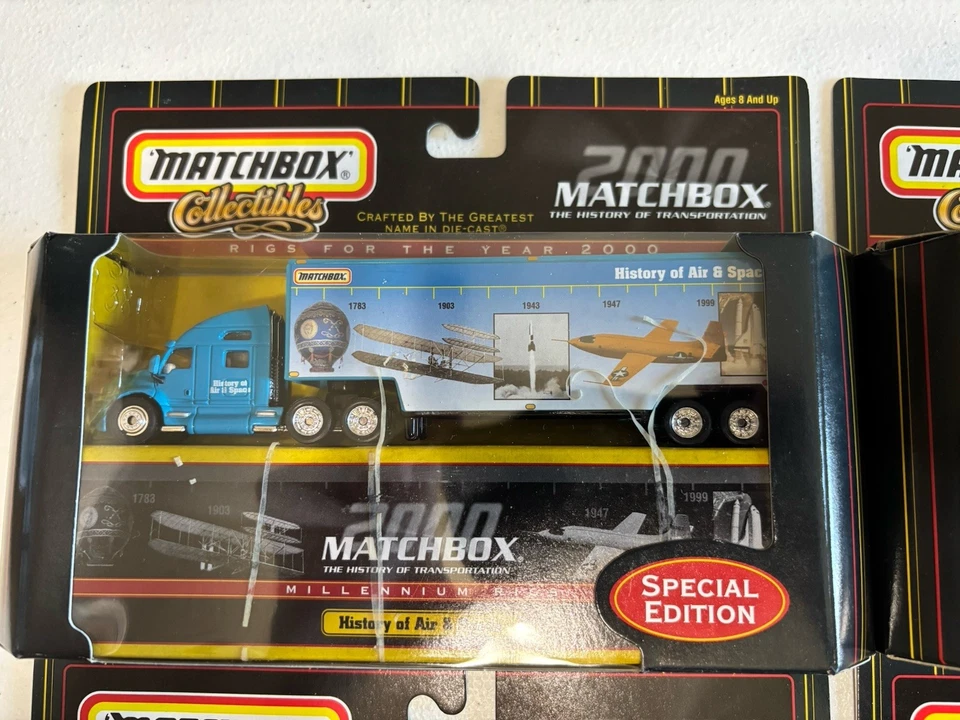 Ages 8 And Up
MATCHBOX®
Collectibles
CRAFTED BY THE GREATEST
NAME IN DIE-CAST®
2000
MATCHBOX®
THE HISTORY OF TRANSPORTATION
MA
RIGS FOR THE YEAR 2000
MATCHBOX
History of Air & Spac
1783
1903
1943
1947
1999
History of
Air & Space
1783
1903
1947
1999
2000
MATCHBOX®
THE HISTORY OF TRANSPORTATION
MILLENNIUM
History of Air &
SPECIAL
EDITION